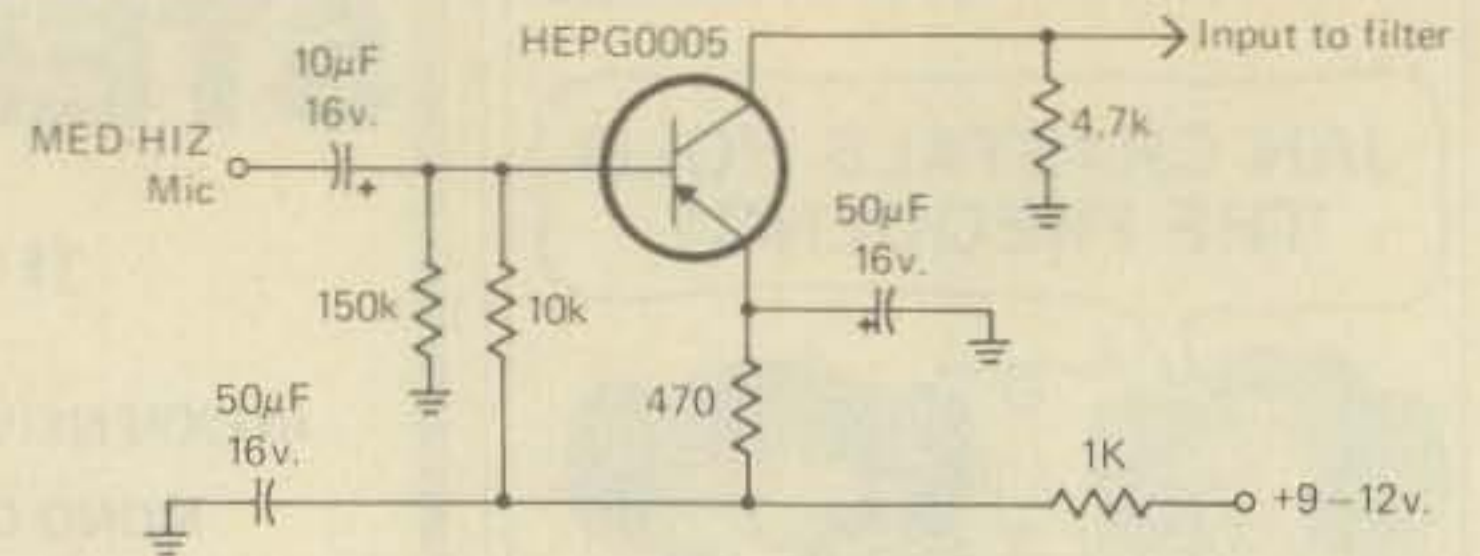 HEPG0005
Input to filter
10µF
16v.
4.7k
MED HIZ
Mic
50µF
16v.
150k
10k
50µF
16v.
470
1K
+9–12v.